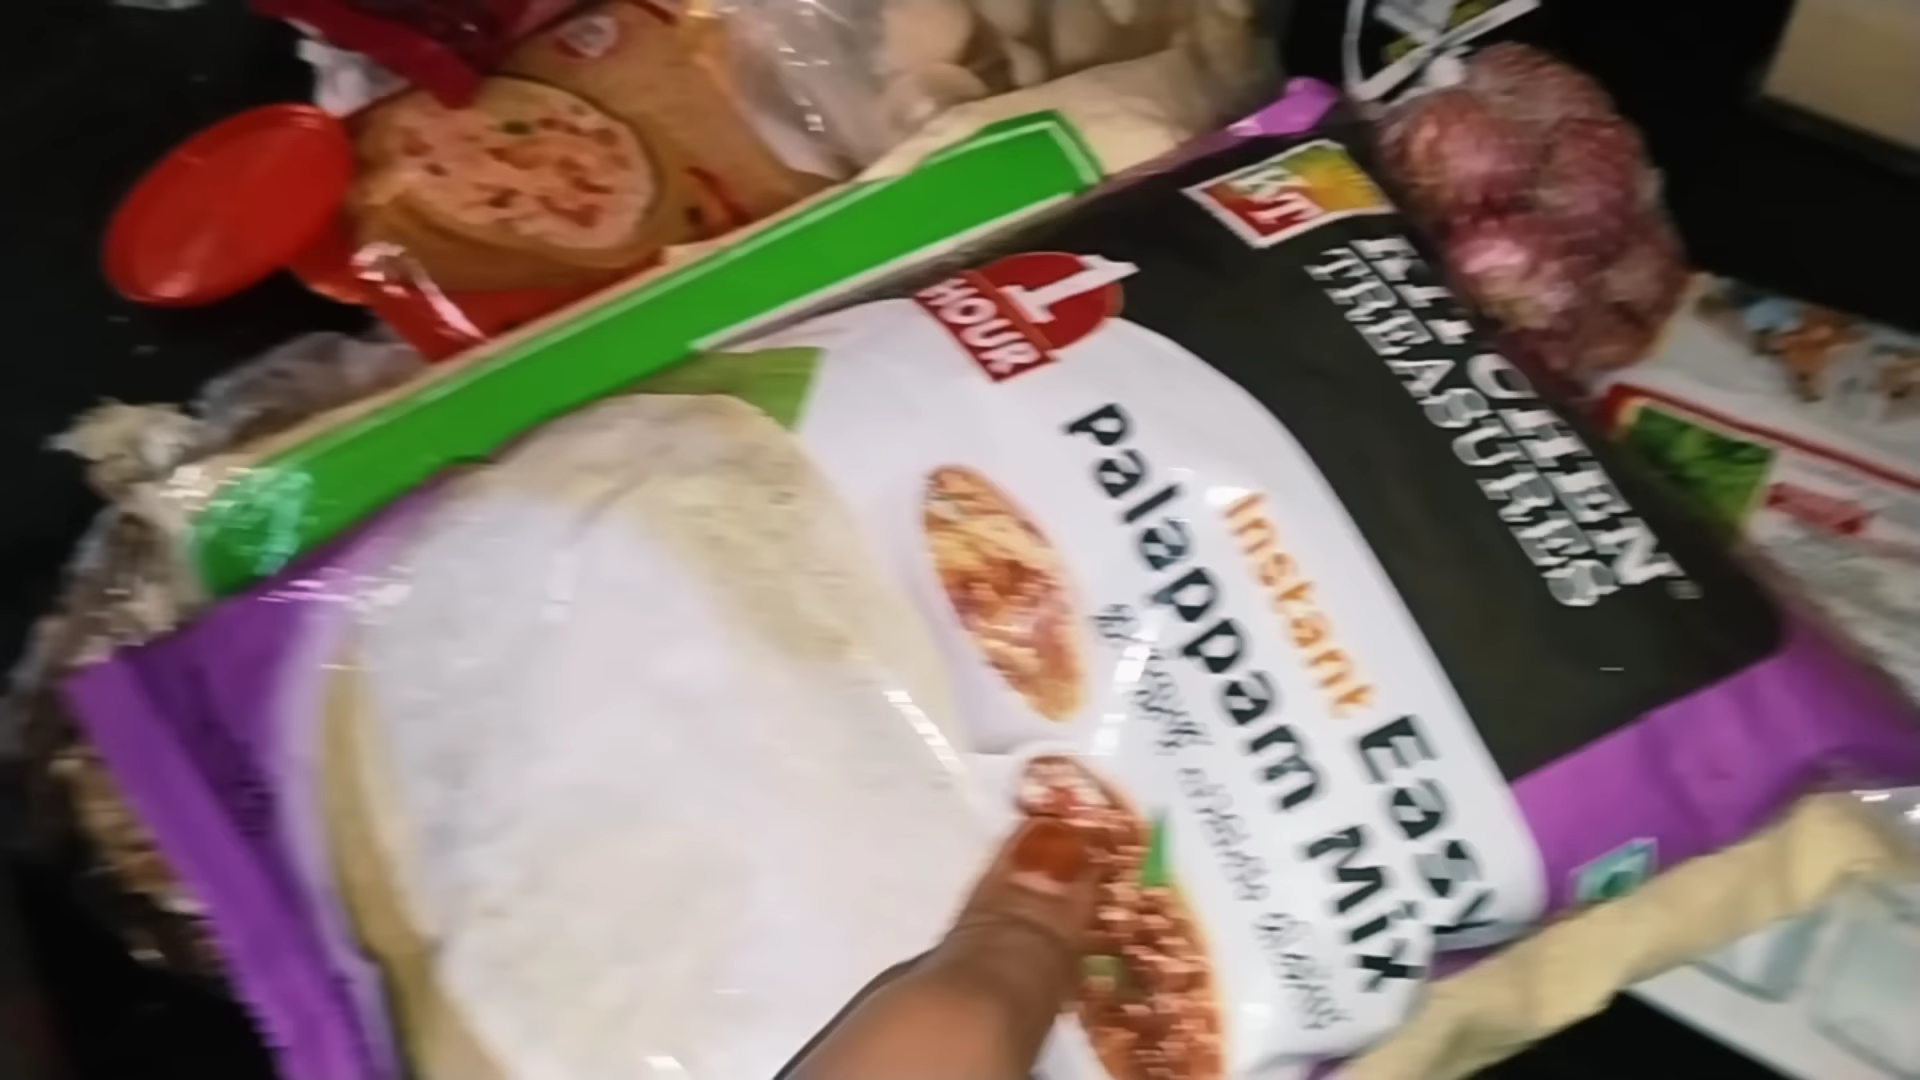 KT
KITCHEN
TREASURES®
1
HOUR
Instant Easy
Palappam Mix